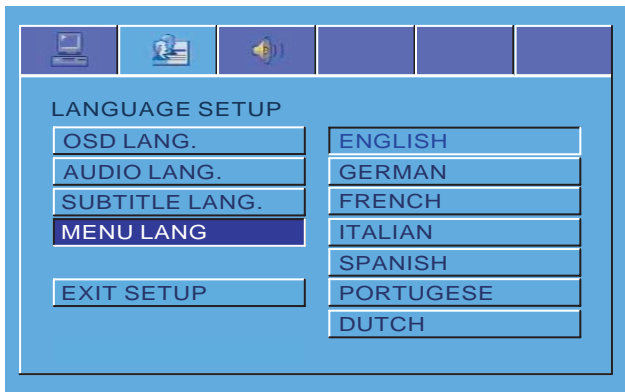 LANGUAGE SETUP
OSD LANG.
AUDIO LANG.
SUBTITLE LANG.
MENU LANG
EXIT SETUP
ENGLISH
GERMAN
FRENCH
ITALIAN
SPANISH
PORTUGESE
DUTCH